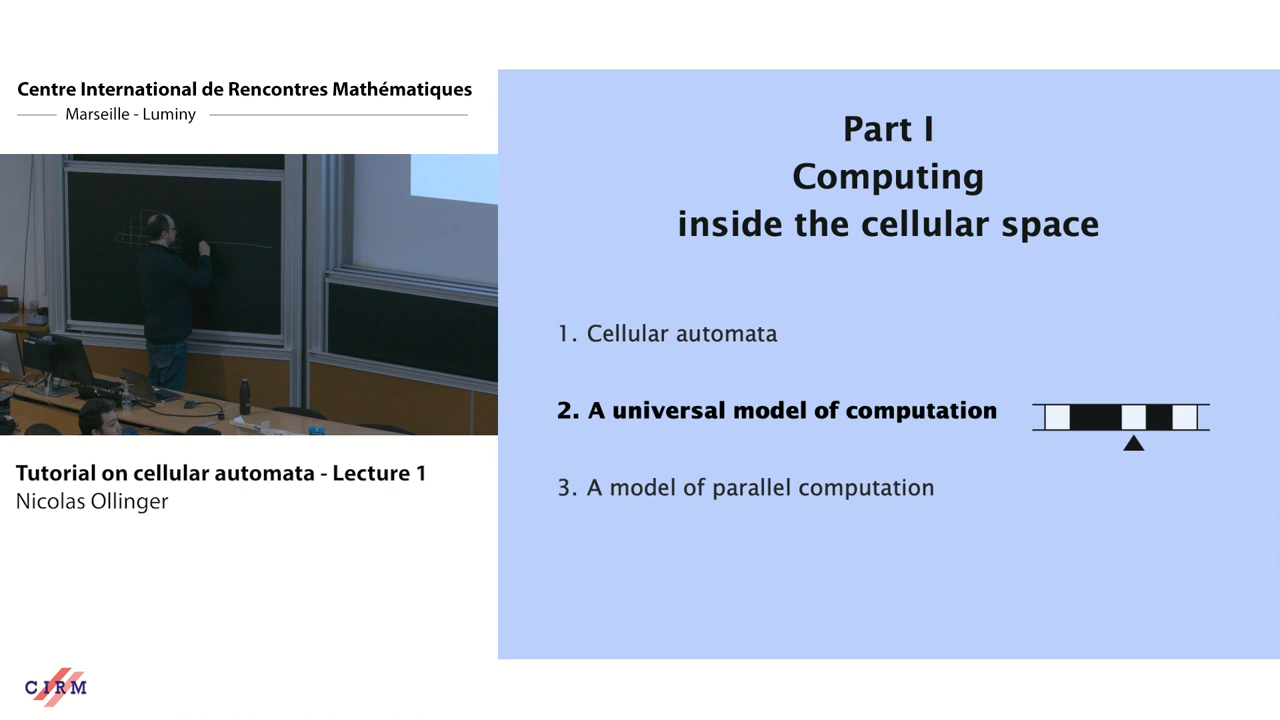 Centre International de Rencontres Mathématiques
Marseille - Luminy
Tutorial on cellular automata - Lecture 1
Nicolas Ollinger
CIRM
Part I
Computing
inside the cellular space
1. Cellular automata
2. A universal model of computation
3. A model of parallel computation